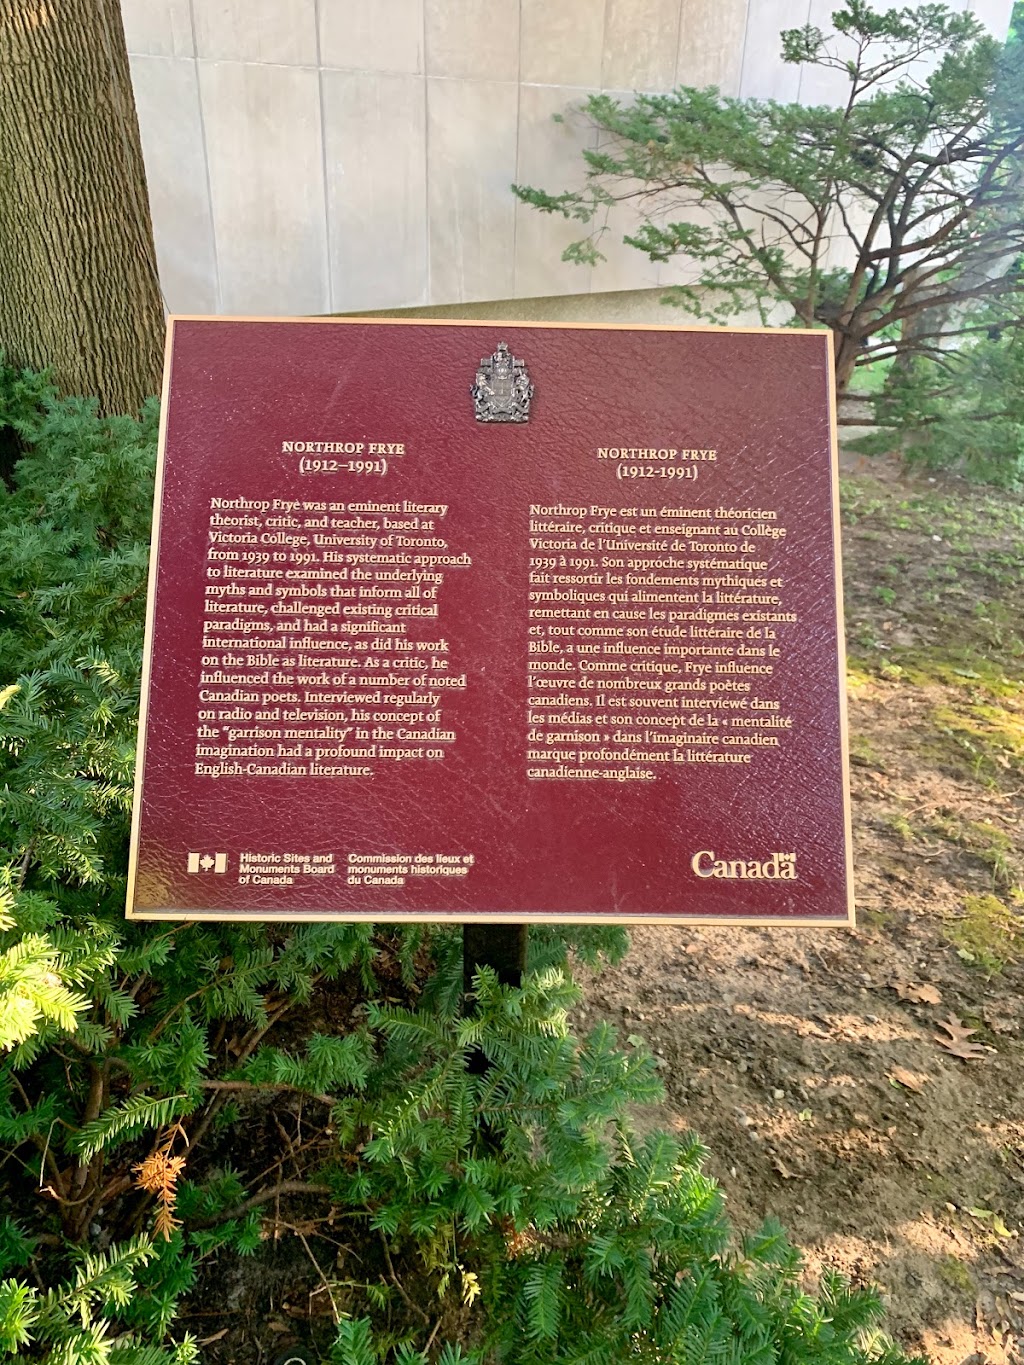 NORTHROP FRYE
(1912–1991)
Northrop Frye was an eminent literary
theorist, critic, and teacher, based at
Victoria College, University of Toronto,
from 1939 to 1991. His systematic approach
to literature examined the underlying
myths and symbols that inform all of
literature, challenged existing critical
paradigms, and had a significant
international influence, as did his work
on the Bible as literature. As a critic, he
influenced the work of a number of noted
Canadian poets. Interviewed regularly
on radio and television, his concept of
the "garrison mentality" in the Canadian
imagination had a profound impact on
English-Canadian literature.
NORTHROP FRYE
(1912-1991)
Northrop Frye est un éminent théoricien
littéraire, critique et enseignant au Collège
Victoria de l'Université de Toronto de
1939 à 1991. Son approche systématique
fait ressortir les fondements mythiques et
symboliques qui alimentent la littérature,
remettant en cause les paradigmes existants
et, tout comme son étude littéraire de la
Bible, a une influence importante dans le
monde. Comme critique, Frye influence
l'œuvre de nombreux grands poètes
canadiens. Il est souvent interviewé dans
les médias et son concept de la « mentalité
de garnison » dans l'imaginaire canadien
marque profondément la littérature
canadienne-anglaise.
Historic Sites and
Monuments Board
of Canada
Commission des lieux et
monuments historiques
du Canada
Canada